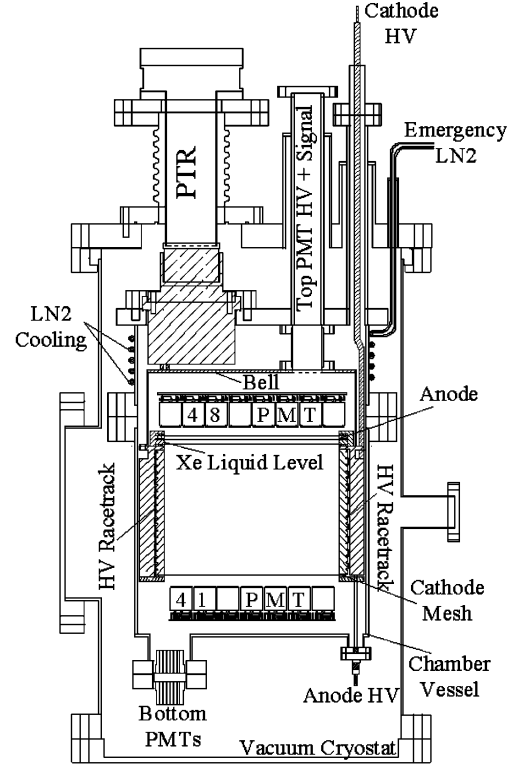 Cathode
HV
Emergency
LN2
PTR
Top PMT HV + Signal
LN2
Cooling
Bell
48 PMT
Anode
Xe Liquid Level
HV Racetrack
HV Racetrack
41 PMT
Cathode
Mesh
Chamber
Vessel
Anode HV
Bottom
PMTs
Vacuum Cryostat